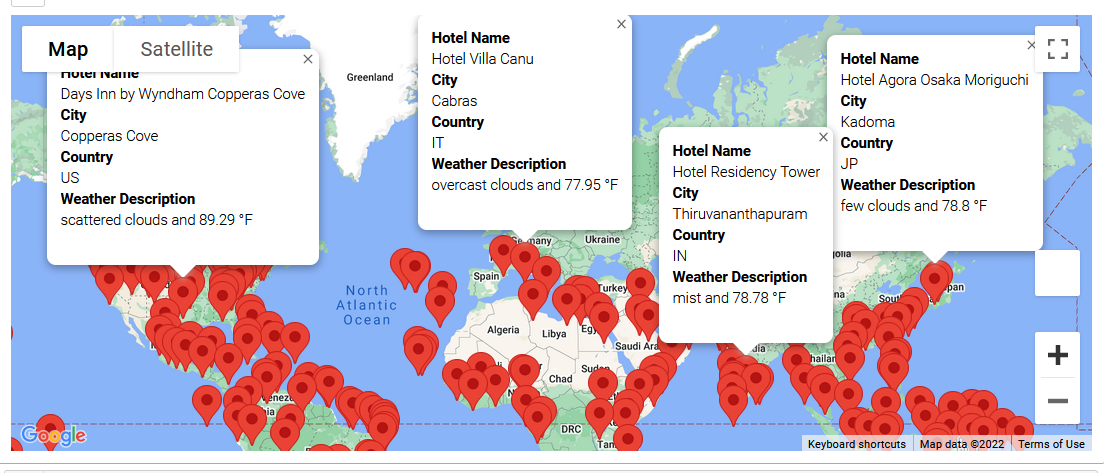 Map
Satellite
Hotel Name
Days Inn by Wyndham Copperas Cove
City
Copperas Cove
Country
US
Weather Description
scattered clouds and 89.29 °F
Greenland
Hotel Name
Hotel Villa Canu
City
Cabras
Country
IT
Weather Description
overcast clouds and 77.95 °F
Hotel Name
Hotel Residency Tower
City
Thiruvananthapuram
Country
IN
Weather Description
mist and 78.78 °F
Hotel Name
Hotel Agora Osaka Moriguchi
City
Kadoma
Country
JP
Weather Description
few clouds and 78.8 °F
Ukraine
Spain
Turkey
North
Atlantic
Ocean
Algeria
Libya
Saudi Ar
Chad
DRC
Google
Keyboard shortcuts
Map data ©2022
Terms of Use